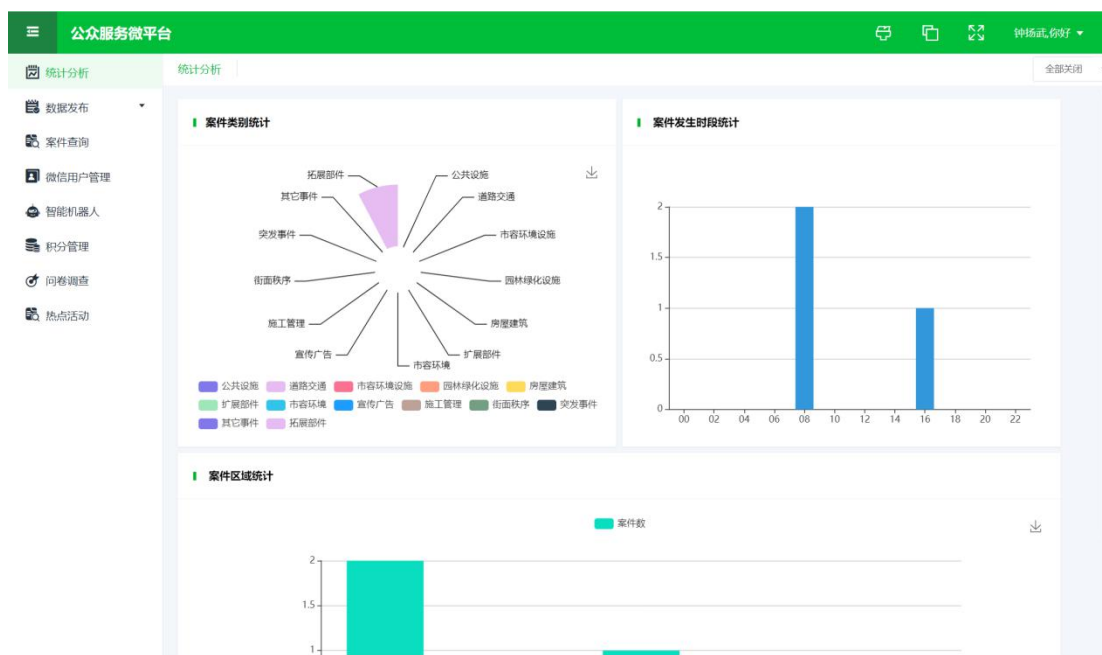 公众服务微平台
钟扬武,你好
统计分析
数据发布
案件查询
微信用户管理
智能机器人
积分管理
问卷调查
热点活动
统计分析
全部关闭
案件类别统计
拓展部件
公共设施
其它事件
道路交通
突发事件
市容环境设施
街面秩序
园林绿化设施
施工管理
房屋建筑
宣传广告
扩展部件
市容环境
公共设施 道路交通 市容环境设施 园林绿化设施 房屋建筑
扩展部件 市容环境 宣传广告 施工管理 街面秩序 突发事件
其它事件 拓展部件
案件发生时段统计
2
1.5
1
0.5
0
00 02 04 06 08 10 12 14 16 18 20 22
案件区域统计
案件数
2
1.5
1